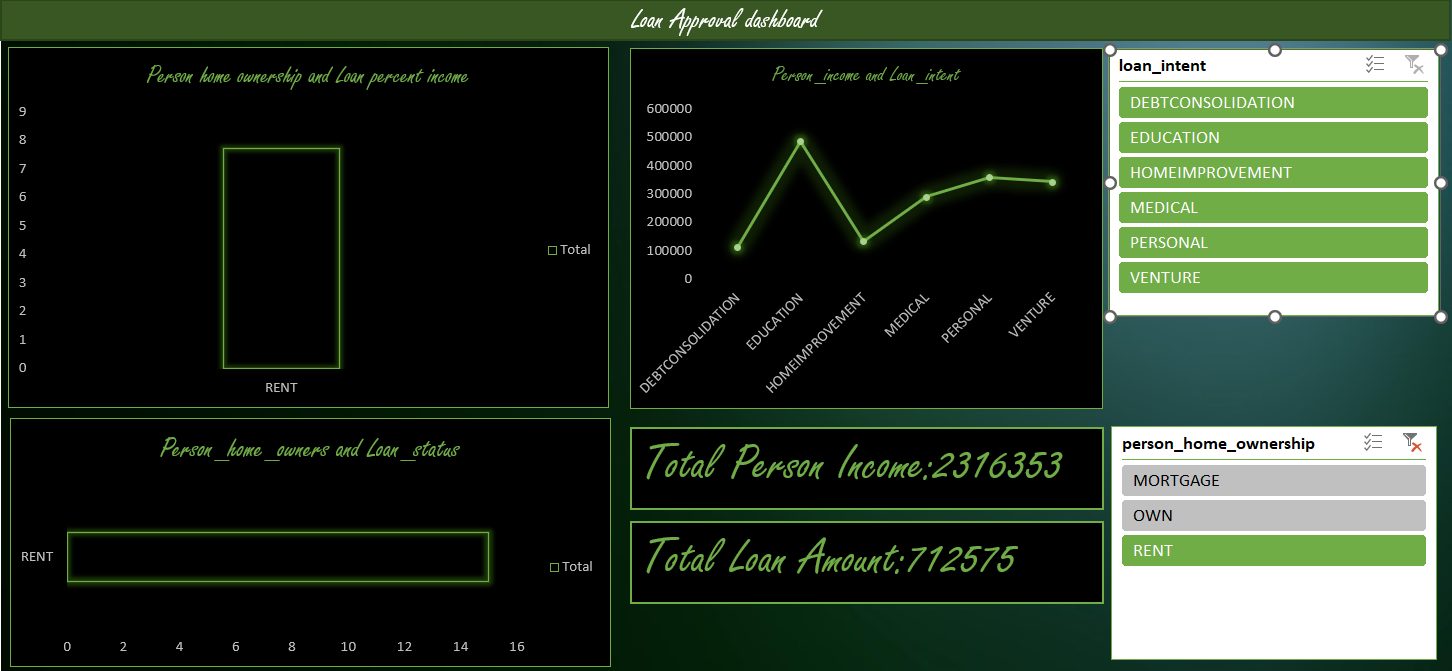 Loan Approval dashboard
Person home ownership and Loan percent income
9
8
7
6
5
4
3
2
1
0
RENT
Total
Person_income and Loan_intent
600000
500000
400000
300000
200000
100000
0
DEBTCONSOLIDATION
EDUCATION
HOMEIMPROVEMENT
MEDICAL
PERSONAL
VENTURE
loan_intent
DEBTCONSOLIDATION
EDUCATION
HOMEIMPROVEMENT
MEDICAL
PERSONAL
VENTURE
Person_home_owners and Loan_status
RENT
Total
0 2 4 6 8 10 12 14 16
Total Person Income:2316353
Total Loan Amount:712575
person_home_ownership
MORTGAGE
OWN
RENT